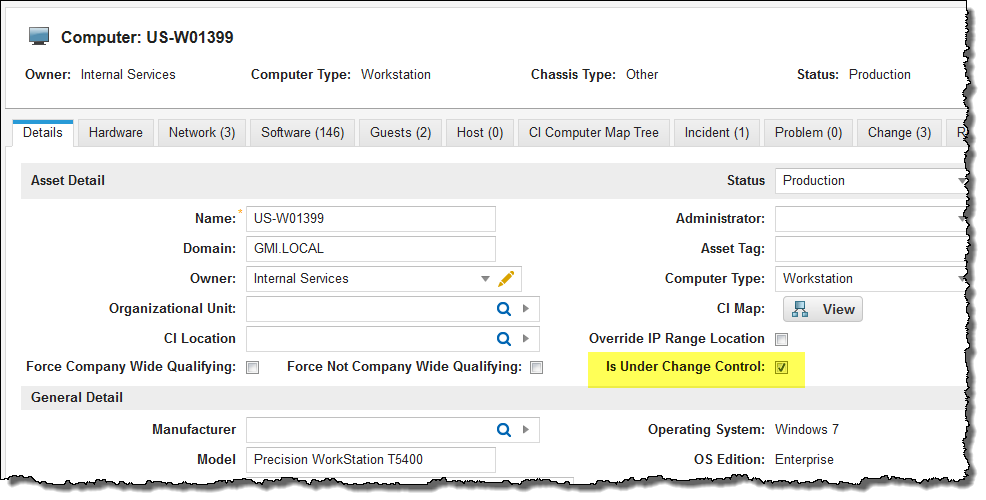 Computer: US-W01399
Owner: Internal Services Computer Type: Workstation Chassis Type: Other Status: Production
Details Hardware Network (3) Software (146) Guests (2) Host (0) CI Computer Map Tree Incident (1) Problem (0) Change (3)
Asset Detail Status Production
Name: * US-W01399 Administrator:
Domain: GMI.LOCAL Asset Tag:
Owner: Internal Services Computer Type: Workstation
Organizational Unit: CI Map: View
CI Location Override IP Range Location
Force Company Wide Qualifying: Force Not Company Wide Qualifying: Is Under Change Control:
General Detail
Manufacturer Operating System: Windows 7
Model Precision WorkStation T5400 OS Edition: Enterprise